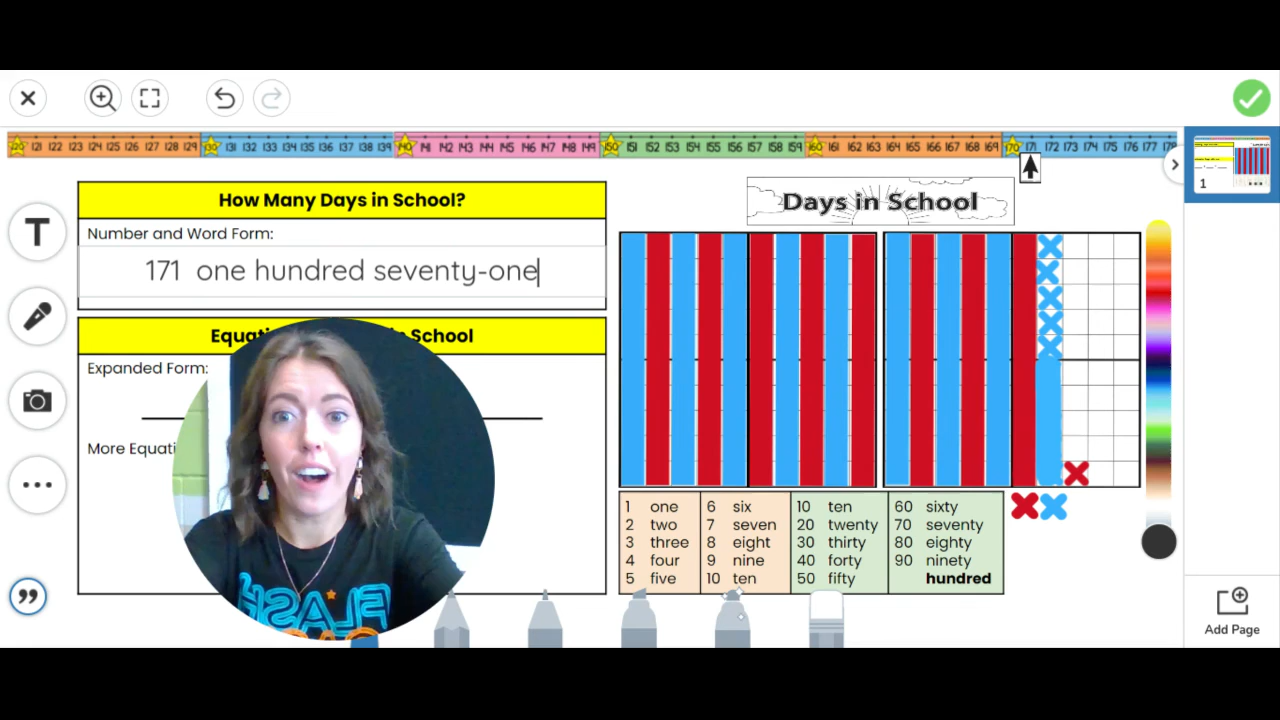 120 121 122 123 124 125 126 127 128 129 130 131 132 133 134 135 136 137 138 139 140 141 142 143 144 145 146 147 148 149 150 151 152 153 154 155 156 157 158 159 160 161 162 163 164 165 166 167 168 169 170 171 172 173 174 175 176 177 178
How Many Days in School?
Number and Word Form:
171 one hundred seventy-one
Days in School
School
Expanded Form:
More Equati
1 one
2 two
3 three
4 four
5 five
6 six
7 seven
8 eight
9 nine
10 ten
10 ten
20 twenty
30 thirty
40 forty
50 fifty
60 sixty
70 seventy
80 eighty
90 ninety
hundred
T
FLASH
1
Add Page